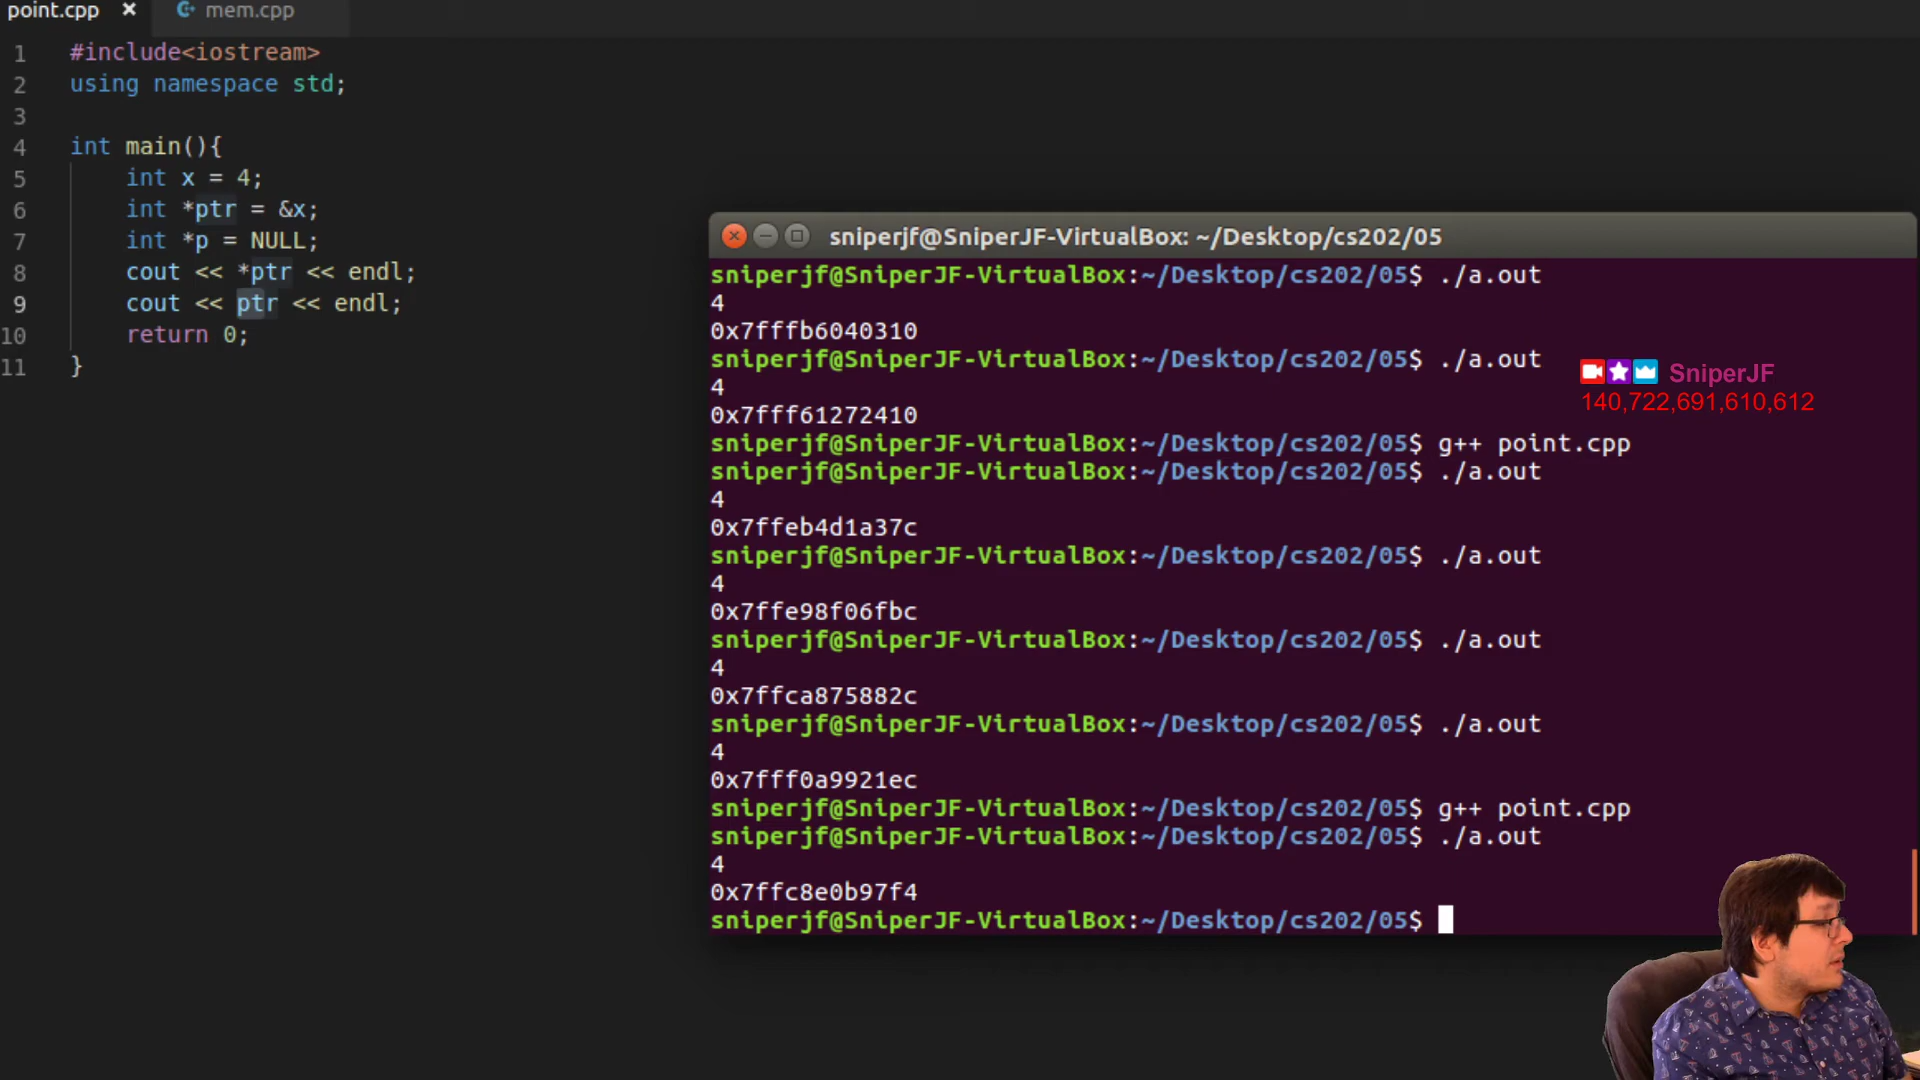 point.cpp × mem.cpp
1 #include<iostream>
2 using namespace std;
3
4 int main(){
5 int x = 4;
6 int *ptr = &x;
7 int *p = NULL;
8 cout << *ptr << endl;
9 cout << ptr << endl;
10 return 0;
11 }
sniperjf@SniperJF-VirtualBox: ~/Desktop/cs202/05
sniperjf@SniperJF-VirtualBox:~/Desktop/cs202/05$ ./a.out
4
0x7fffb6040310
sniperjf@SniperJF-VirtualBox:~/Desktop/cs202/05$ ./a.out
4
0x7fff61272410
sniperjf@SniperJF-VirtualBox:~/Desktop/cs202/05$ g++ point.cpp
sniperjf@SniperJF-VirtualBox:~/Desktop/cs202/05$ ./a.out
4
0x7ffeb4d1a37c
sniperjf@SniperJF-VirtualBox:~/Desktop/cs202/05$ ./a.out
4
0x7ffe98f06fbc
sniperjf@SniperJF-VirtualBox:~/Desktop/cs202/05$ ./a.out
4
0x7ffca875882c
sniperjf@SniperJF-VirtualBox:~/Desktop/cs202/05$ ./a.out
4
0x7fff0a9921ec
sniperjf@SniperJF-VirtualBox:~/Desktop/cs202/05$ g++ point.cpp
sniperjf@SniperJF-VirtualBox:~/Desktop/cs202/05$ ./a.out
4
0x7ffc8e0b97f4
sniperjf@SniperJF-VirtualBox:~/Desktop/cs202/05$
SniperJF
140,722,691,610,612